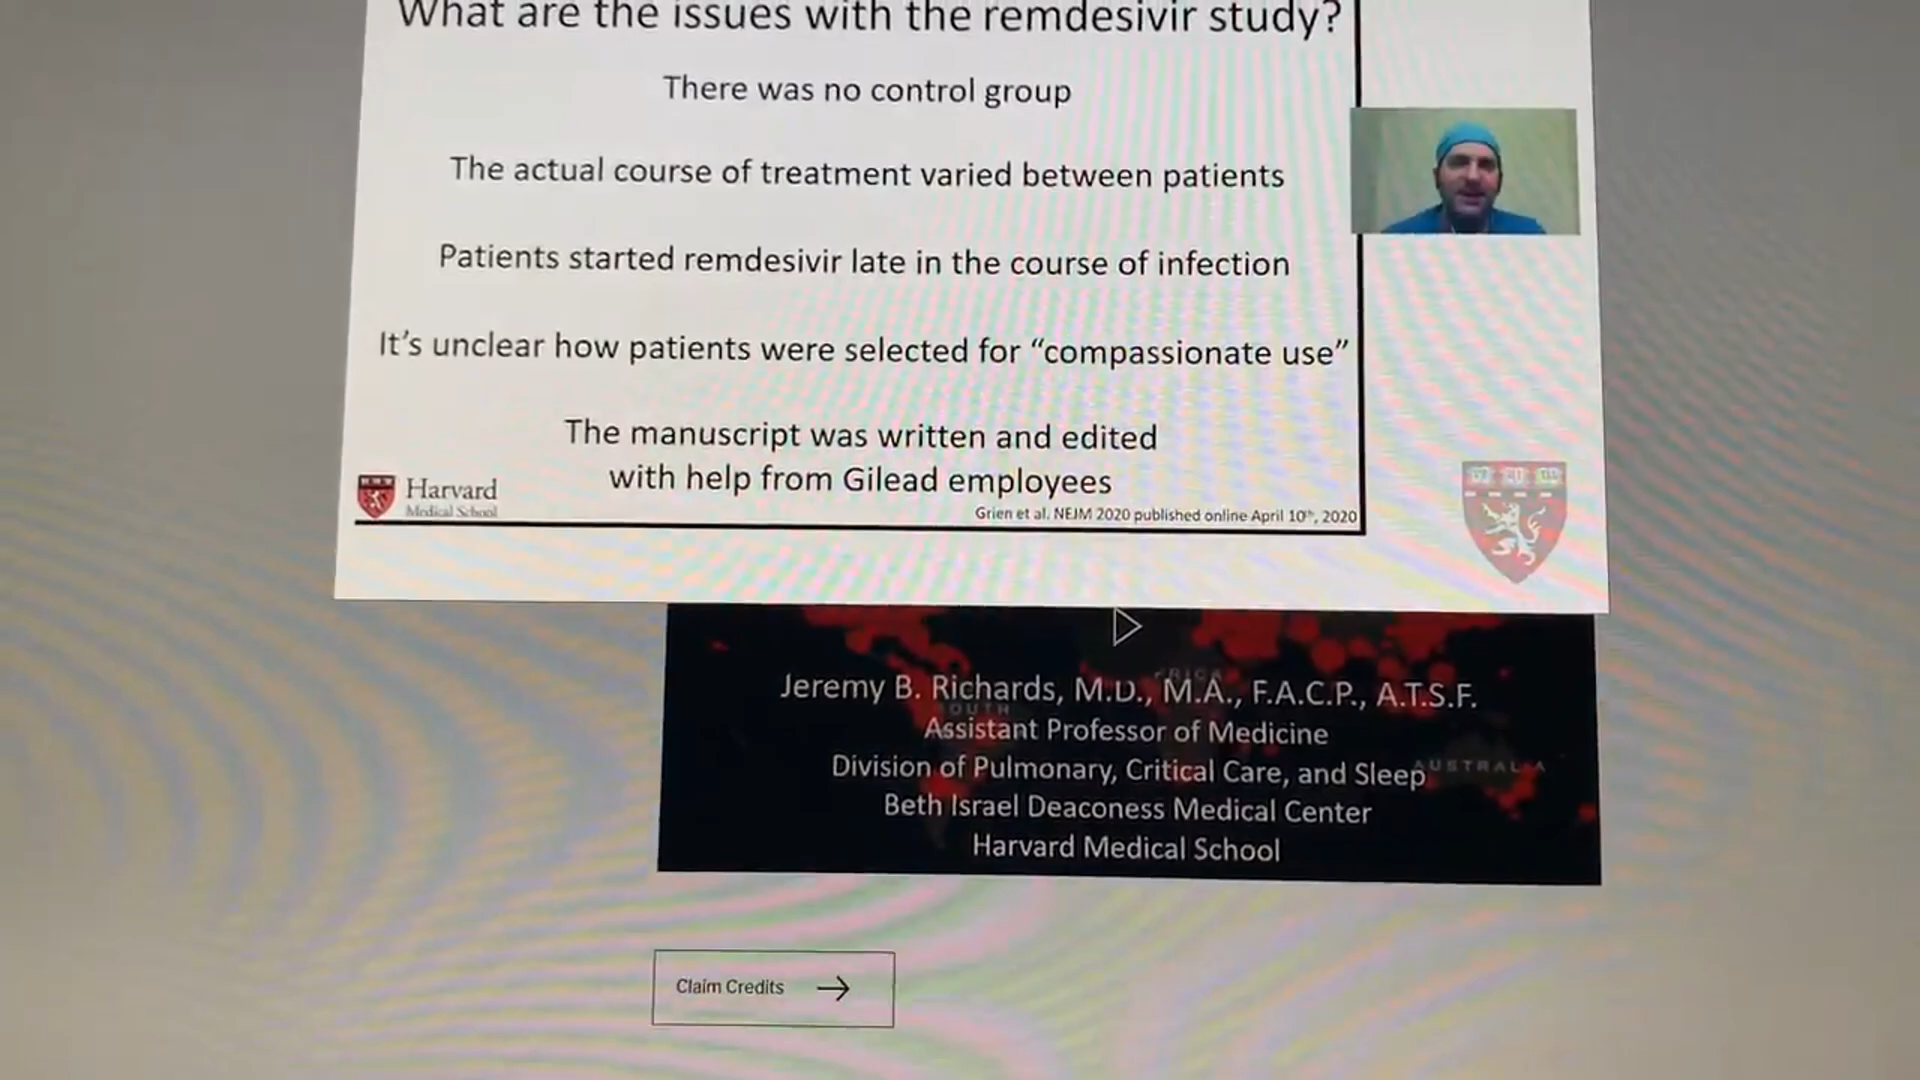 What are the issues with the remdesivir study?
There was no control group
The actual course of treatment varied between patients
Patients started remdesivir late in the course of infection
It's unclear how patients were selected for “compassionate use”
The manuscript was written and edited
with help from Gilead employees
Harvard
Medical School
Grien et al. NEJM 2020 published online April 10th, 2020
Jeremy B. Richards, M.D., M.A., F.A.C.P., A.T.S.F.
SOUTH
Assistant Professor of Medicine
Division of Pulmonary, Critical Care, and Sleep
AUSTRALIA
Beth Israel Deaconess Medical Center
Harvard Medical School
Claim Credits